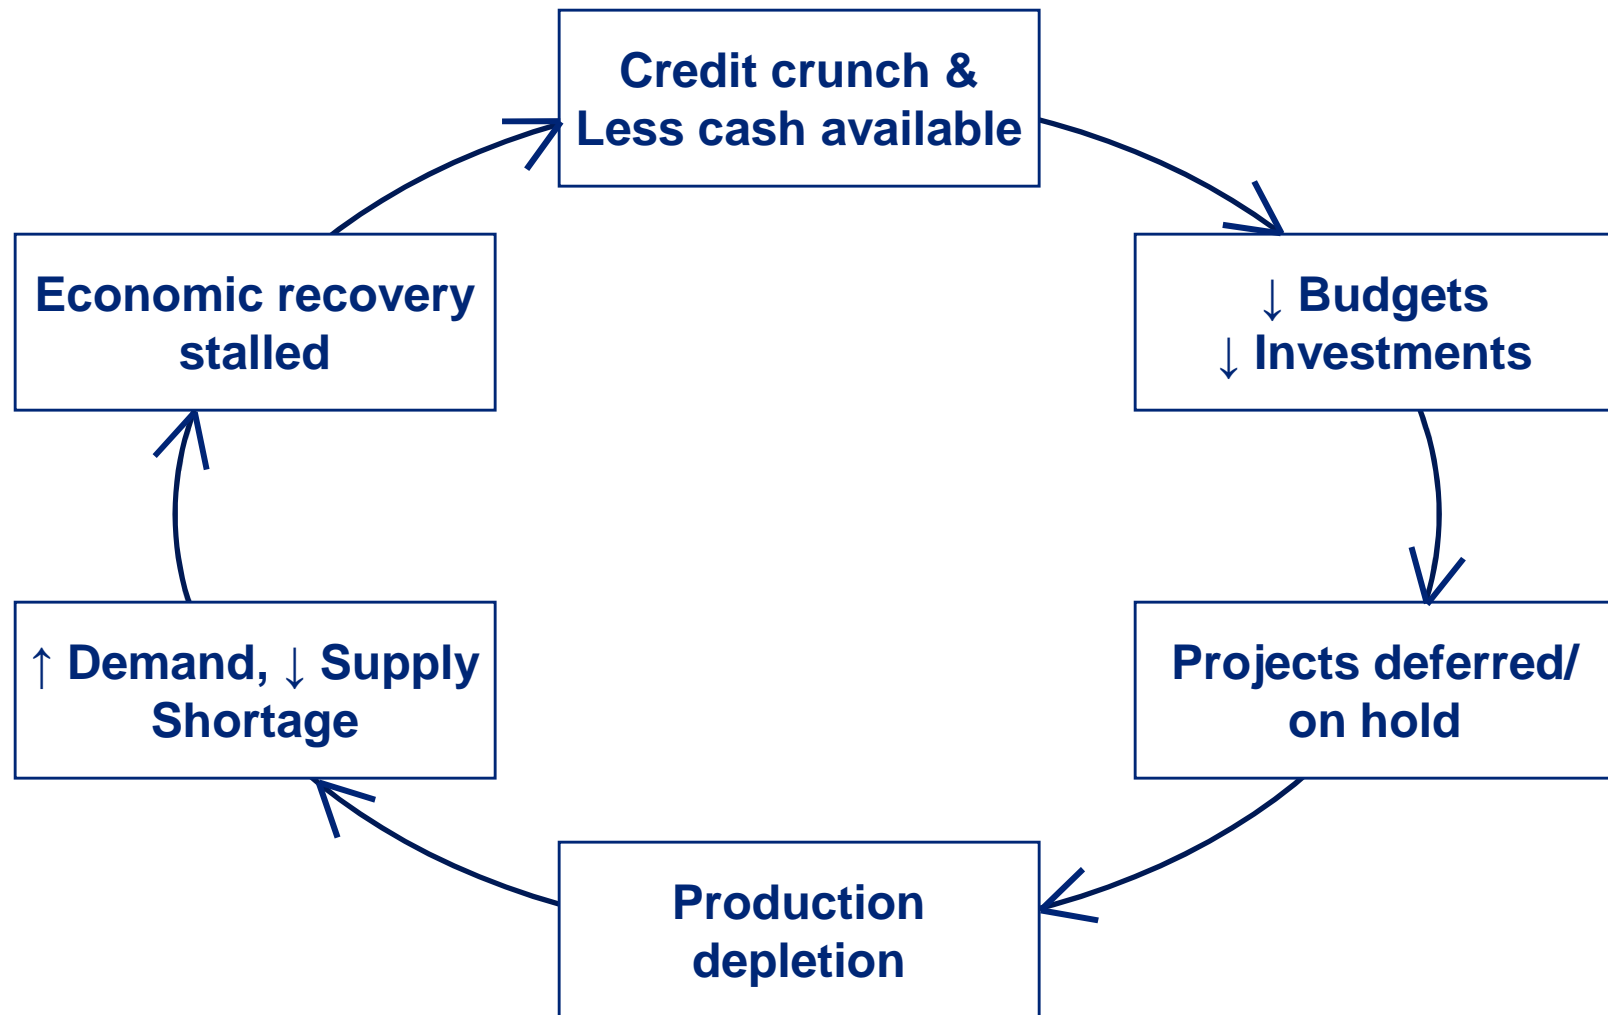 Credit crunch &
Less cash available
↓ Budgets
↓ Investments
Projects deferred/
on hold
Production
depletion
↑ Demand, ↓ Supply
Shortage
Economic recovery
stalled